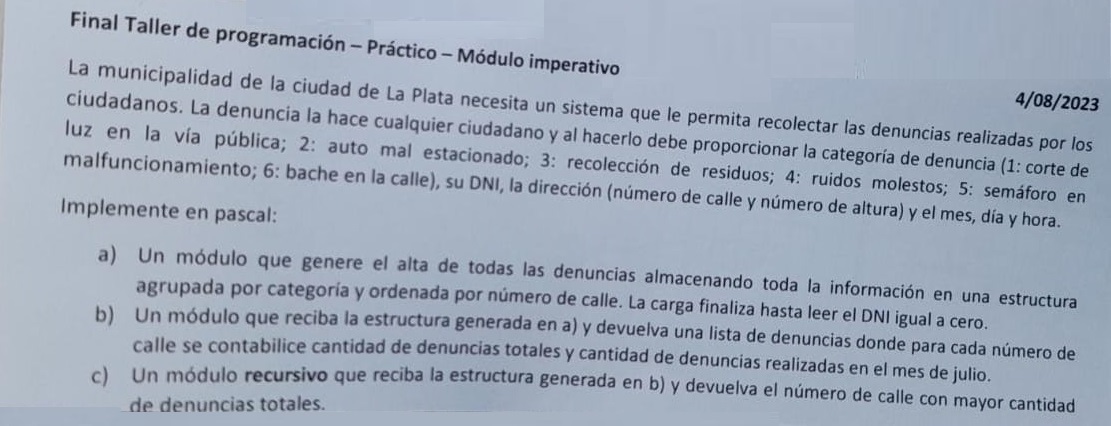 Final Taller de programación – Práctico – Módulo imperativo
4/08/2023
La municipalidad de la ciudad de La Plata necesita un sistema que le permita recolectar las denuncias realizadas por los
ciudadanos. La denuncia la hace cualquier ciudadano y al hacerlo debe proporcionar la categoría de denuncia (1: corte de
luz en la vía pública; 2: auto mal estacionado; 3: recolección de residuos; 4: ruidos molestos; 5: semáforo en
malfuncionamiento; 6: bache en la calle), su DNI, la dirección (número de calle y número de altura) y el mes, día y hora.
Implemente en pascal:
a) Un módulo que genere el alta de todas las denuncias almacenando toda la información en una estructura
agrupada por categoría y ordenada por número de calle. La carga finaliza hasta leer el DNI igual a cero.
b) Un módulo que reciba la estructura generada en a) y devuelva una lista de denuncias donde para cada número de
calle se contabilice cantidad de denuncias totales y cantidad de denuncias realizadas en el mes de julio.
c) Un módulo recursivo que reciba la estructura generada en b) y devuelva el número de calle con mayor cantidad
de denuncias totales.